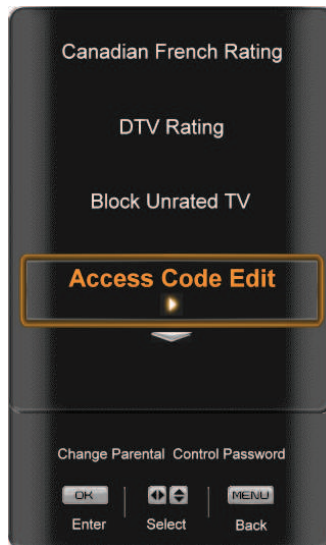 Canadian French Rating
DTV Rating
Block Unrated TV
Access Code Edit
Change Parental Control Password
OK MENU
Enter Select Back